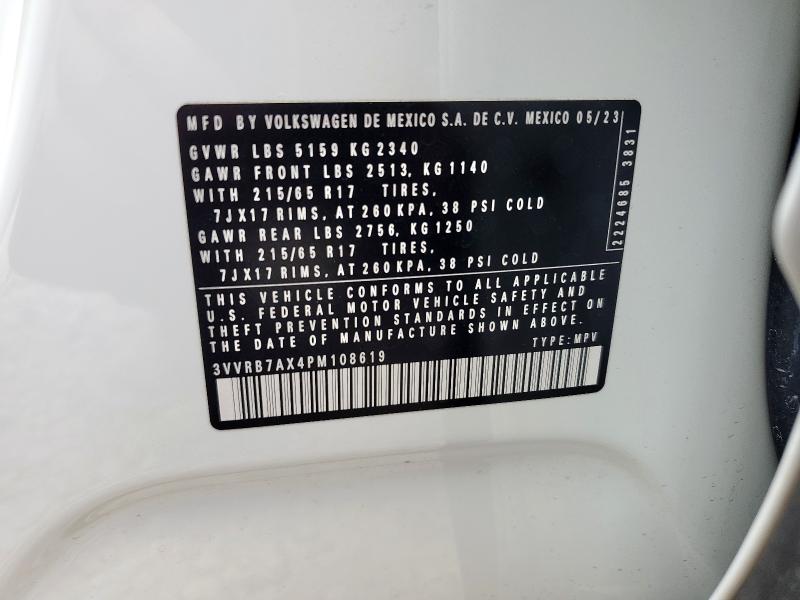 MFD BY VOLKSWAGEN DE MEXICO S.A. DE C.V. MEXICO 05/23
GVWR LBS 5159 KG 2340
GAWR FRONT LBS 2513, KG 1140
WITH 215/65 R17 TIRES,
7JX17 RIMS, AT 260 KPA, 38 PSI COLD
GAWR REAR LBS 2756, KG 1250
WITH 215/65 R17 TIRES,
7JX17 RIMS, AT 260 KPA, 38 PSI COLD
2224685 3831
THIS VEHICLE CONFORMS TO ALL APPLICABLE
U.S. FEDERAL MOTOR VEHICLE SAFETY AND
THEFT PREVENTION STANDARDS IN EFFECT ON
THE DATE OF MANUFACTURE SHOWN ABOVE.
TYPE: MPV
3VVRB7AX4PM108619